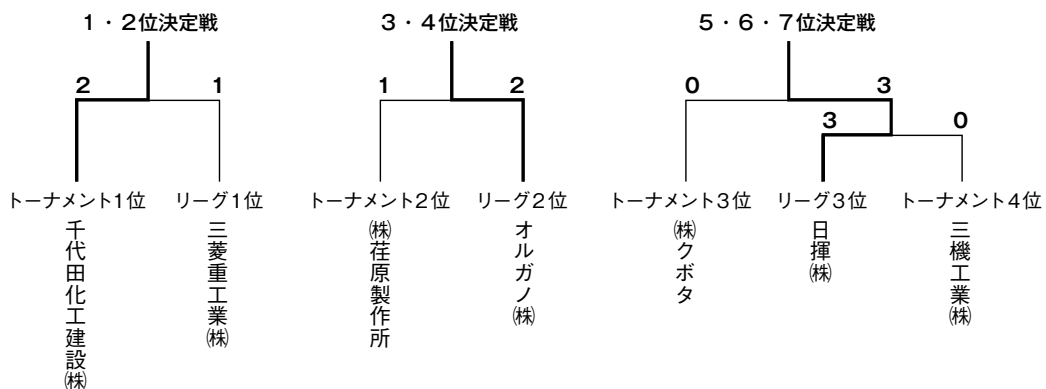 1・2位決定戦
2 1
トーナメント1位 リーグ1位
千代田化工建設㈱
三菱重工業㈱
3・4位決定戦
1 2
トーナメント2位 リーグ2位
㈱荏原製作所
オルガノ㈱
5・6・7位決定戦
0 3
3 0
トーナメント3位 リーグ3位 トーナメント4位
㈱クボタ
日揮㈱
三機工業㈱